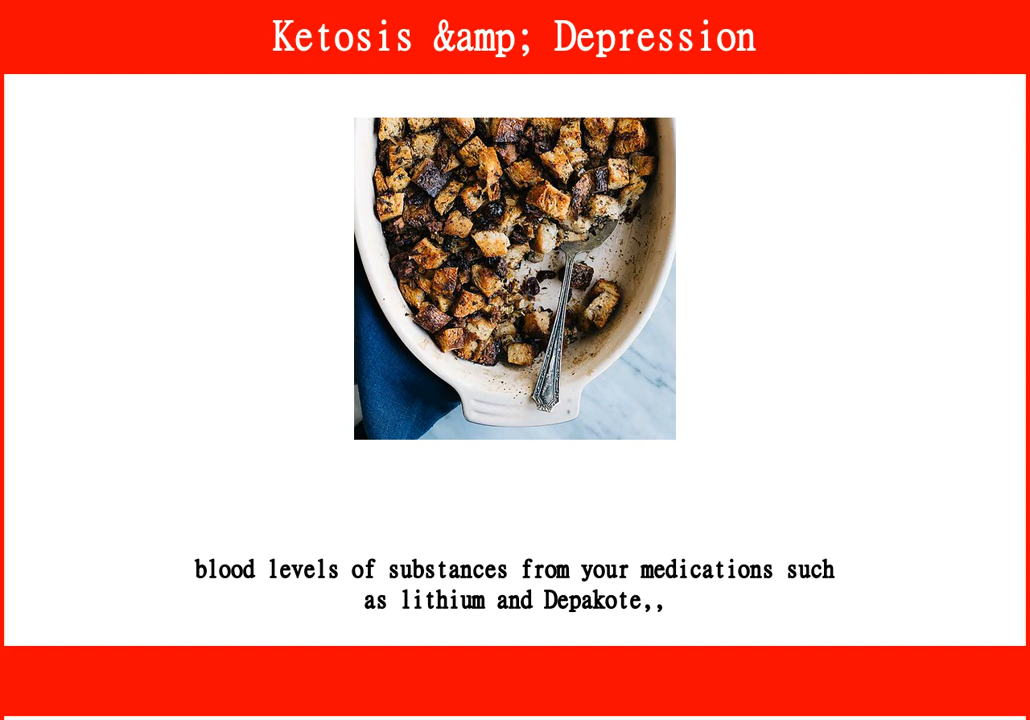 Ketosis &amp; Depression
blood levels of substances from your medications such
as lithium and Depakote,,